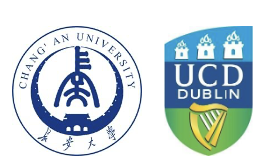 CHANG' AN UNIVERSITY
长安大学
UCD
DUBLIN